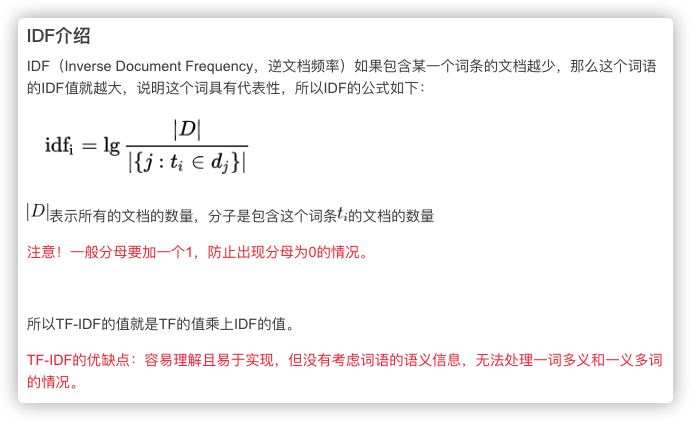 IDF介绍
IDF（Inverse Document Frequency，逆文档频率）如果包含某一个词条的文档越少，那么这个词语
的IDF值就越大，说明这个词具有代表性，所以IDF的公式如下：
idfᵢ = lg |D| / |{j : tᵢ ∈ dⱼ}|
|D|表示所有的文档的数量，分子是包含这个词条tᵢ的文档的数量
注意！一般分母要加一个1，防止出现分母为0的情况。
所以TF-IDF的值就是TF的值乘上IDF的值。
TF-IDF的优缺点：容易理解且易于实现，但没有考虑词语的语义信息，无法处理一词多义和一义多词
的情况。